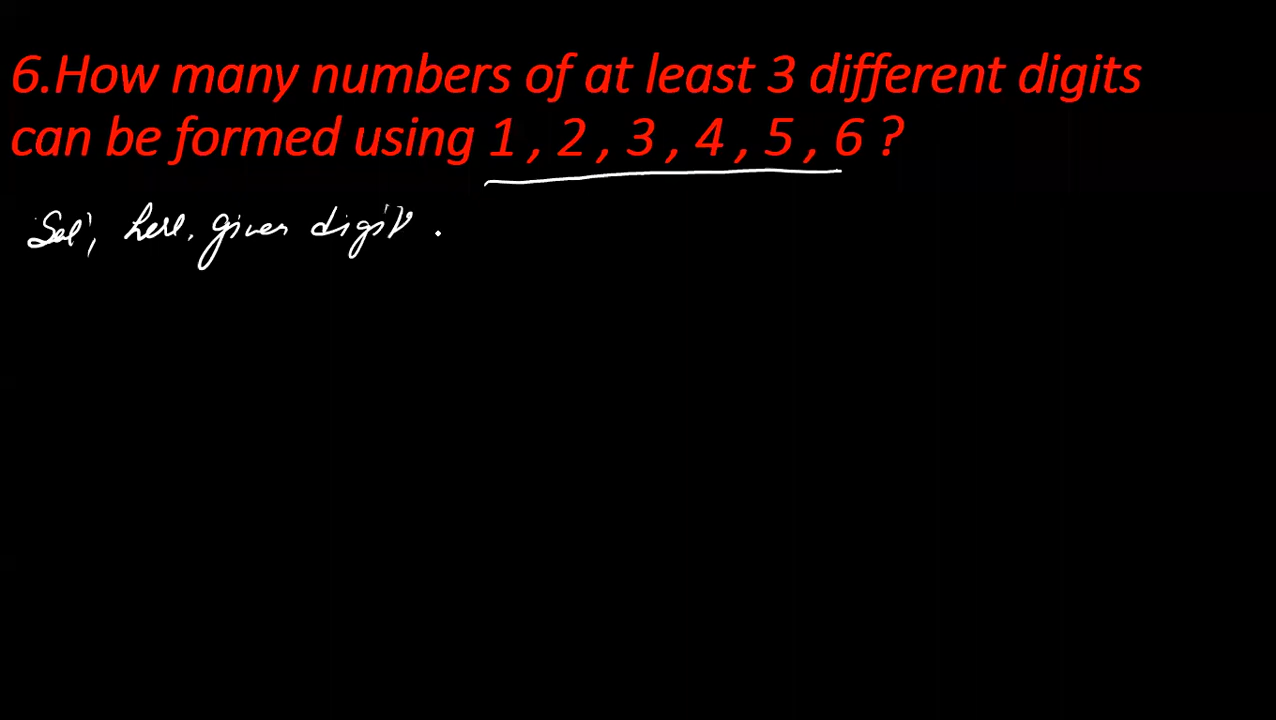 6.How many numbers of at least 3 different digits
can be formed using 1 , 2 , 3 , 4 , 5 , 6 ?
Sol', here, given digits